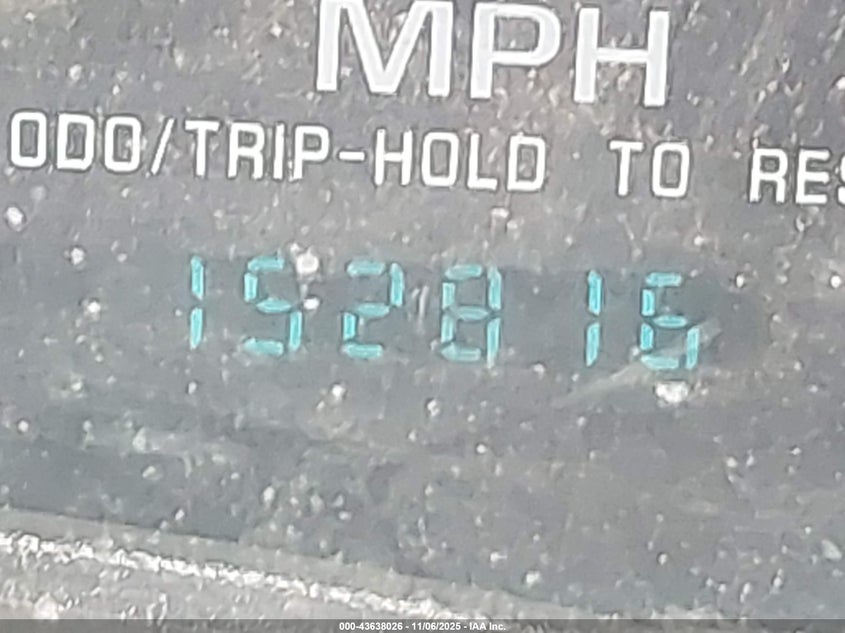 MPH
ODO/TRIP-HOLD TO RES
152816
000-43638026 - 11/06/2025 - IAA Inc.